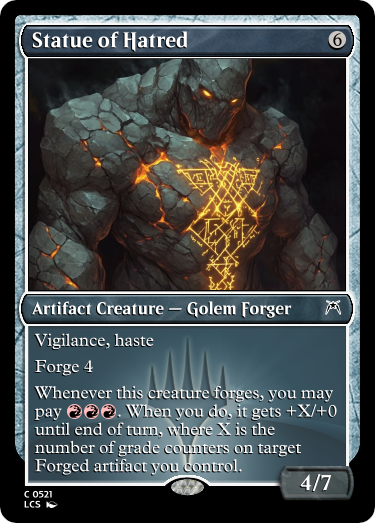 Statue of Hatred 6
Artifact Creature — Golem Forger
Vigilance, haste
Forge 4
Whenever this creature forges, you may
pay RRR. When you do, it gets +X/+0
until end of turn, where X is the
number of grade counters on target
Forged artifact you control.
4/7
C 0521
LCS